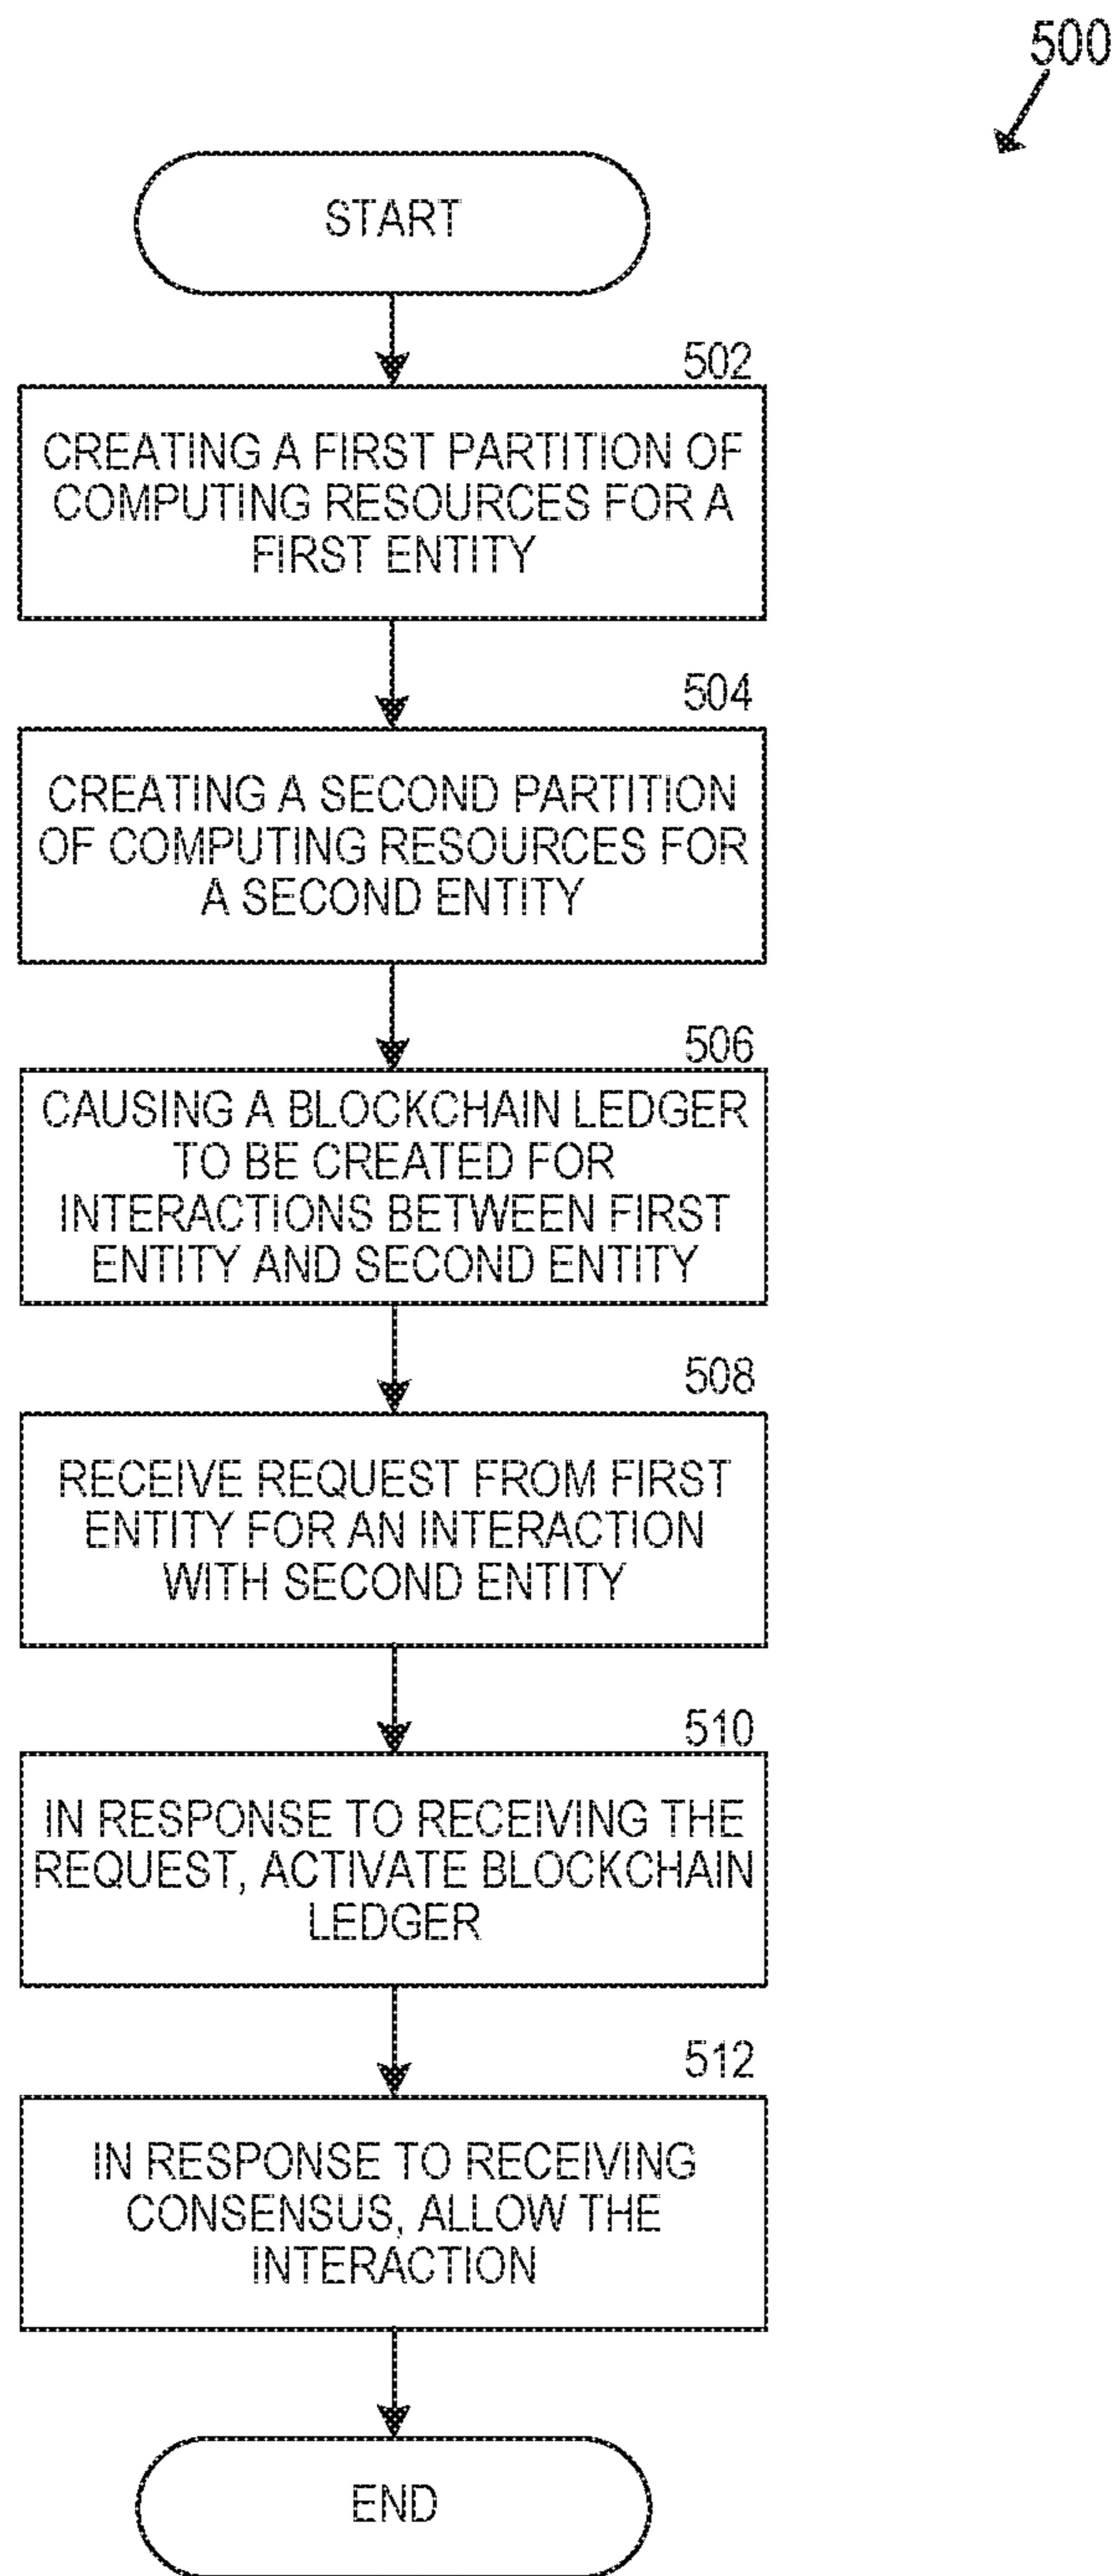 500
START
502
CREATING A FIRST PARTITION OF
COMPUTING RESOURCES FOR A
FIRST ENTITY
504
CREATING A SECOND PARTITION
OF COMPUTING RESOURCES FOR
A SECOND ENTITY
506
CAUSING A BLOCKCHAIN LEDGER
TO BE CREATED FOR
INTERACTIONS BETWEEN FIRST
ENTITY AND SECOND ENTITY
508
RECEIVE REQUEST FROM FIRST
ENTITY FOR AN INTERACTION
WITH SECOND ENTITY
510
IN RESPONSE TO RECEIVING THE
REQUEST, ACTIVATE BLOCKCHAIN
LEDGER
512
IN RESPONSE TO RECEIVING
CONSENSUS, ALLOW THE
INTERACTION
END